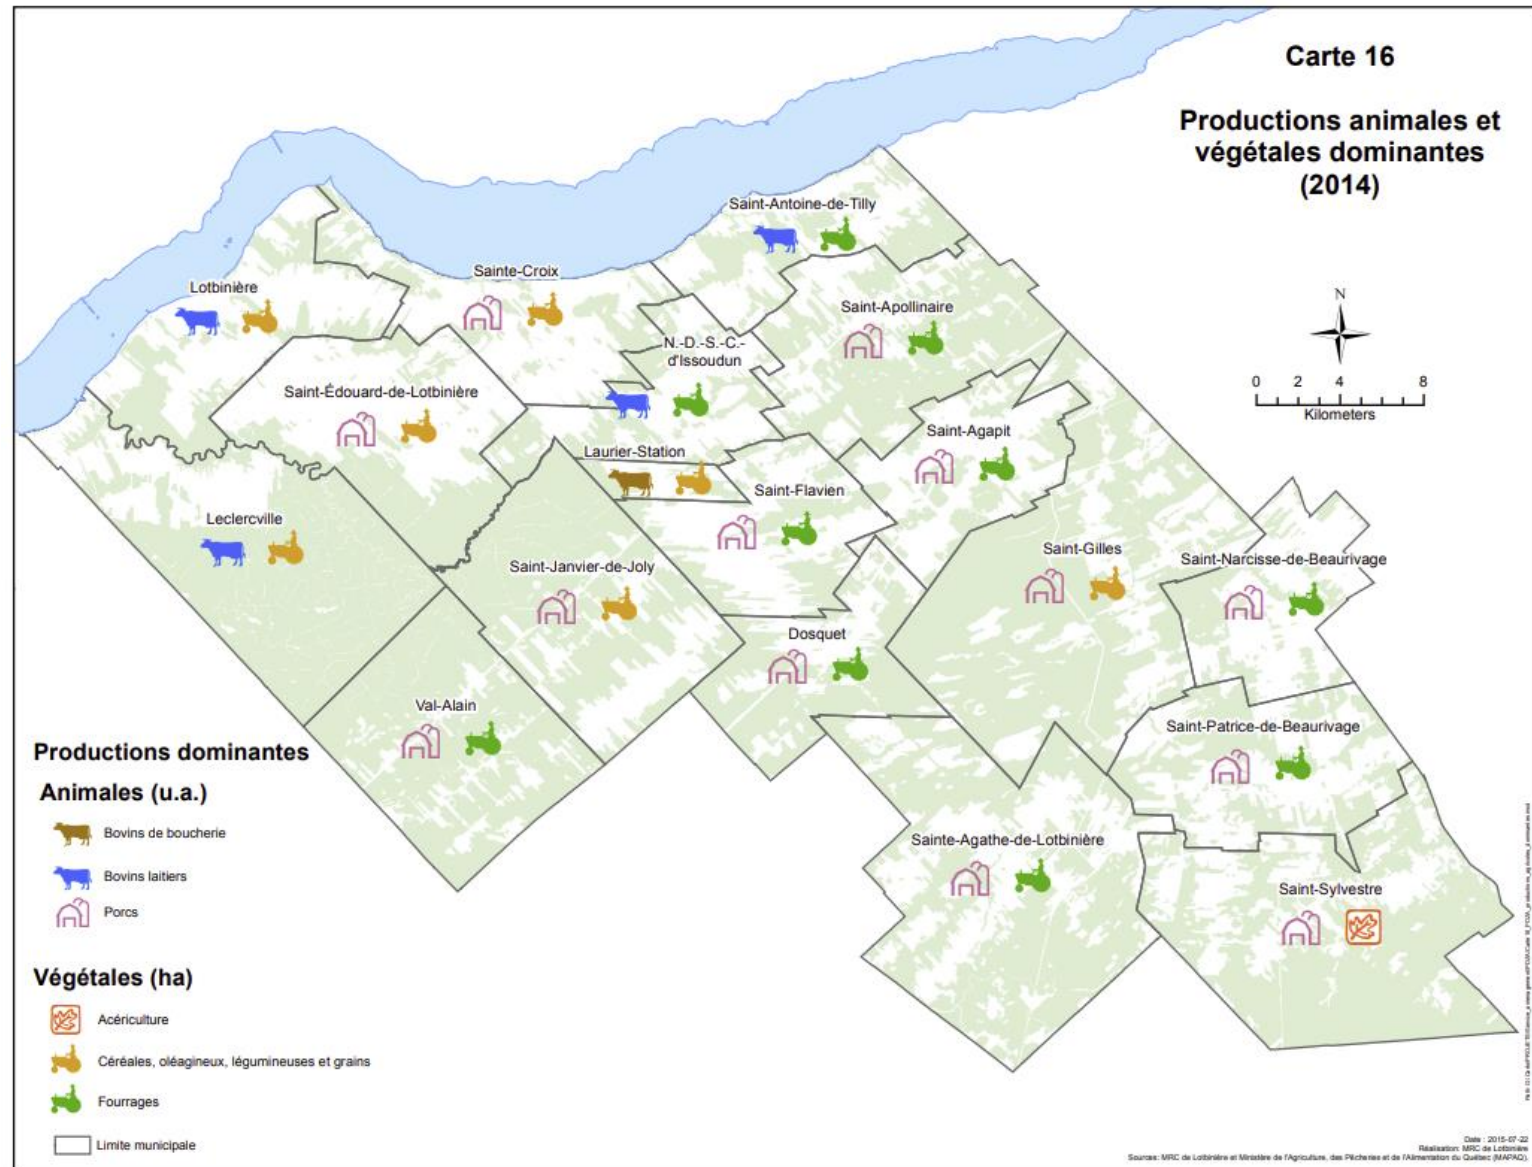 Carte 16
Productions animales et
végétales dominantes
(2014)
Saint-Antoine-de-Tilly
Sainte-Croix
Lotbinière
Saint-Apollinaire
N
N.-D.-S.-C.-
d'Issoudun
0 2 4 8
Kilometers
Saint-Édouard-de-Lotbinière
Saint-Agapit
Laurier-Station
Saint-Flavien
Leclercville
Saint-Gilles
Saint-Narcisse-de-Beaurivage
Saint-Janvier-de-Joly
Dosquet
Val-Alain
Saint-Patrice-de-Beaurivage
Sainte-Agathe-de-Lotbinière
Saint-Sylvestre
Productions dominantes
Animales (u.a.)
Bovins de boucherie
Bovins laitiers
Porcs
Végétales (ha)
Acériculture
Céréales, oléagineux, légumineuses et grains
Fourrages
Limite municipale
Date : 2015-07-22
Réalisation: MRC de Lotbinière
Sources: MRC de Lotbinière et Ministère de l'Agriculture, des Pêcheries et de l'Alimentation du Québec (MAPAQ).